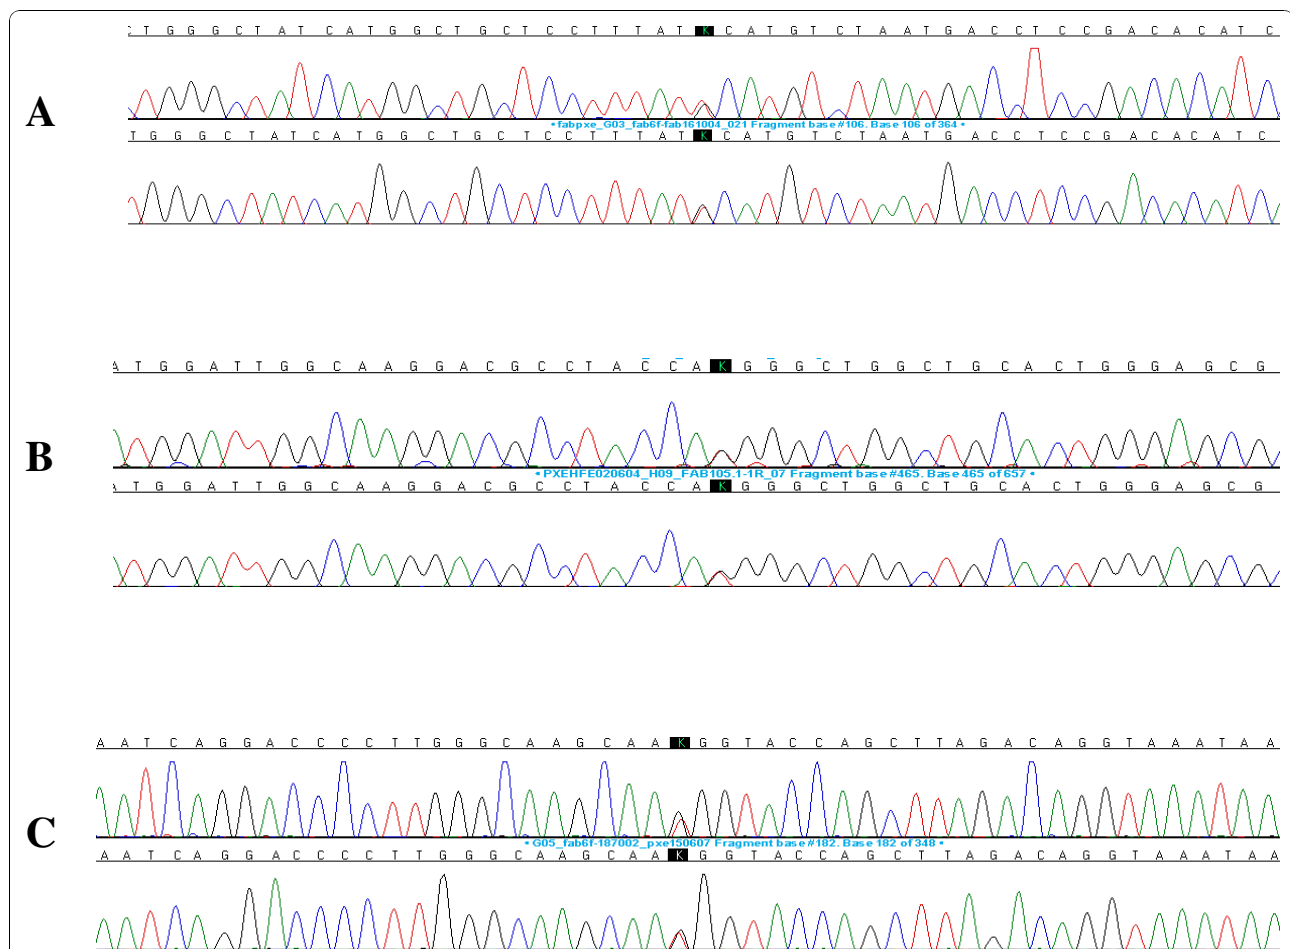 A
T G G G C T A T C A T G G C T G C T C C T T T A T K C A T G T C T A A T G A C C T C C G A C A C A T C
•fabpxe_G03_fab6f-fab161004_021 Fragment base #106. Base 106 of 364 •
T G G G C T A T C A T G G C T G C T C C T T T A T K C A T G T C T A A T G A C C T C C G A C A C A T C
B
A T G G A T T G G C A A G G A C G C C T A C C A K G G G C T G G C T G C A C T G G G A G C G
• PXEHFE020604_H09_FAB105.1-1R_07 Fragment base #465. Base 465 of 657 •
A T G G A T T G G C A A G G A C G C C T A C C A K G G G C T G G C T G C A C T G G G A G C G
C
A A T C A G G A C C C C T T G G G C A A G C A A K G G T A C C A G C T T A G A C A G G T A A A T A A
• G05_fab6f-187002_pxe150607 Fragment base #182. Base 182 of 348 •
A A T C A G G A C C C C T T G G G C A A G C A A K G G T A C C A G C T T A G A C A G G T A A A T A A